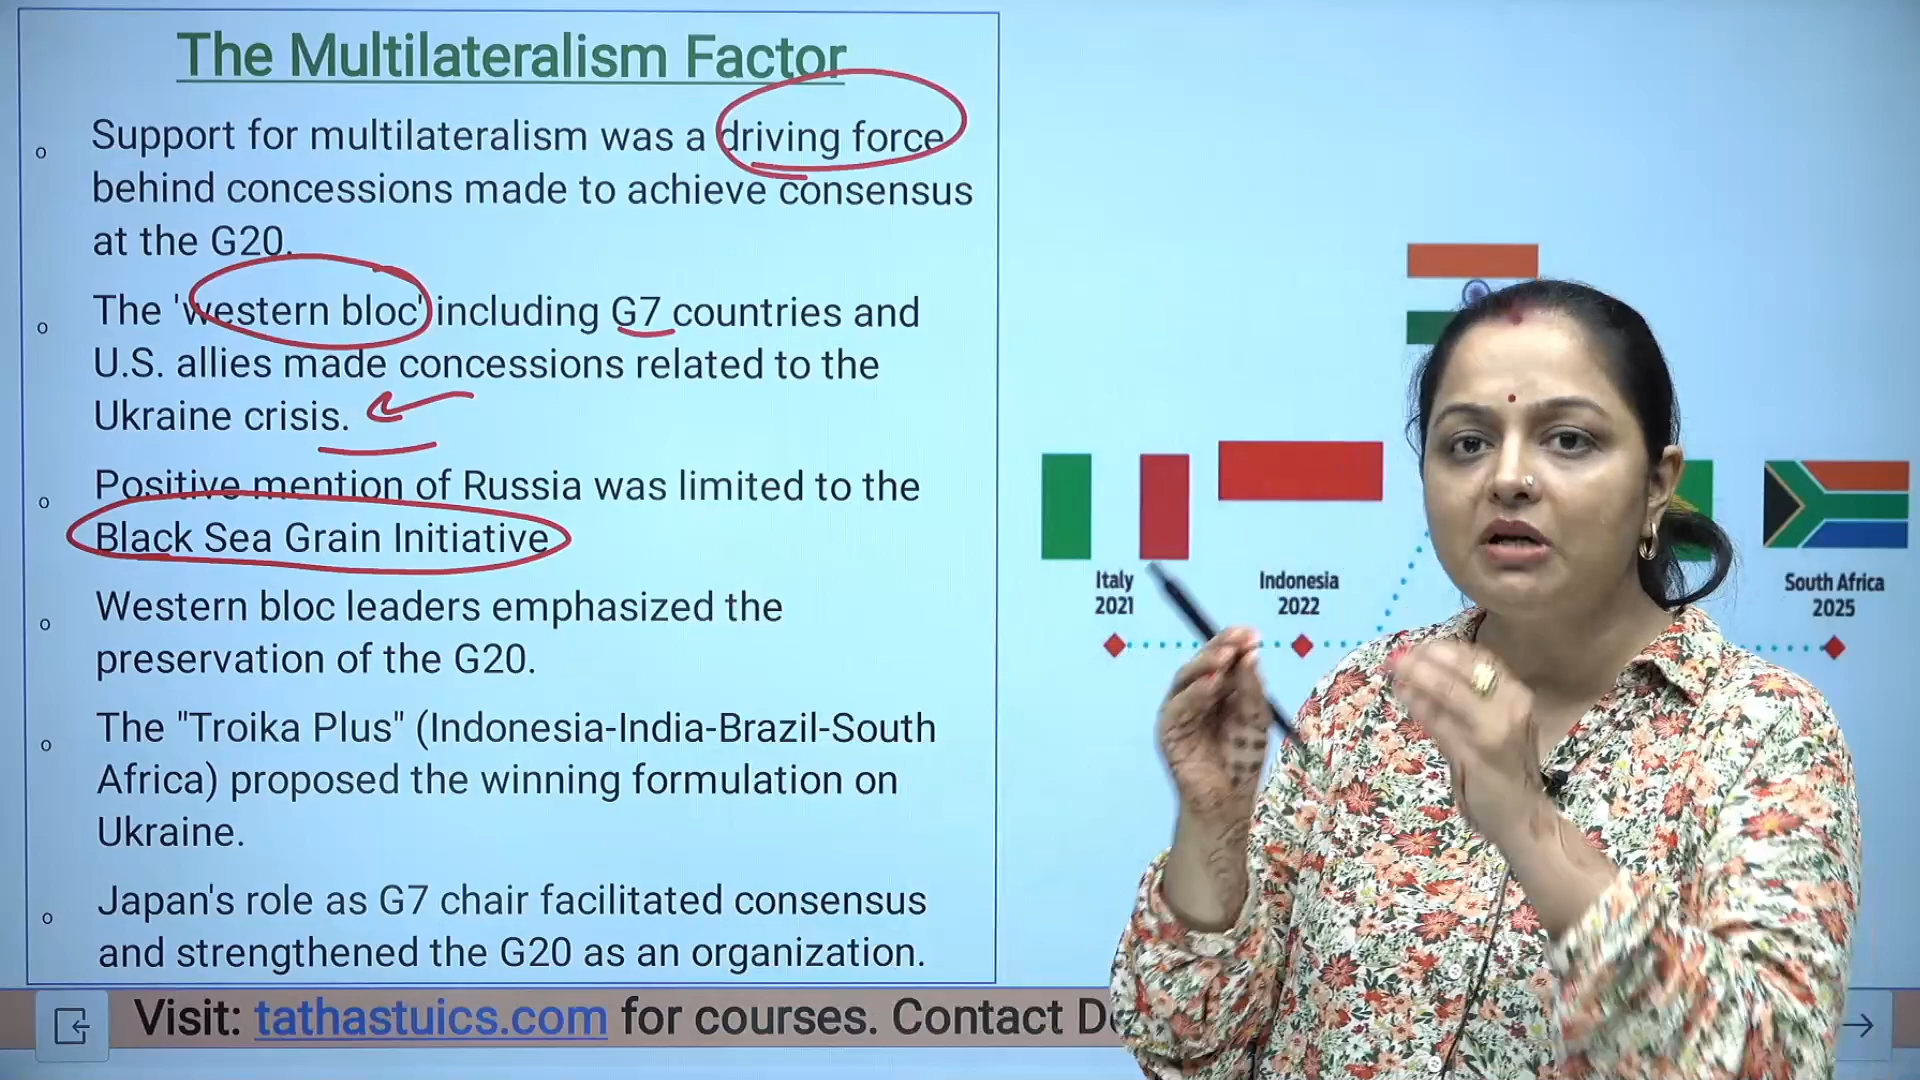 The Multilateralism Factor
Support for multilateralism was a driving force
behind concessions made to achieve consensus
at the G20.
The 'western bloc' including G7 countries and
U.S. allies made concessions related to the
Ukraine crisis.
Positive mention of Russia was limited to the
Black Sea Grain Initiative
Western bloc leaders emphasized the
preservation of the G20.
The "Troika Plus" (Indonesia-India-Brazil-South
Africa) proposed the winning formulation on
Ukraine.
Japan's role as G7 chair facilitated consensus
and strengthened the G20 as an organization.
Italy
2021
Indonesia
2022
South Africa
2025
Visit: tathastuics.com for courses. Contact